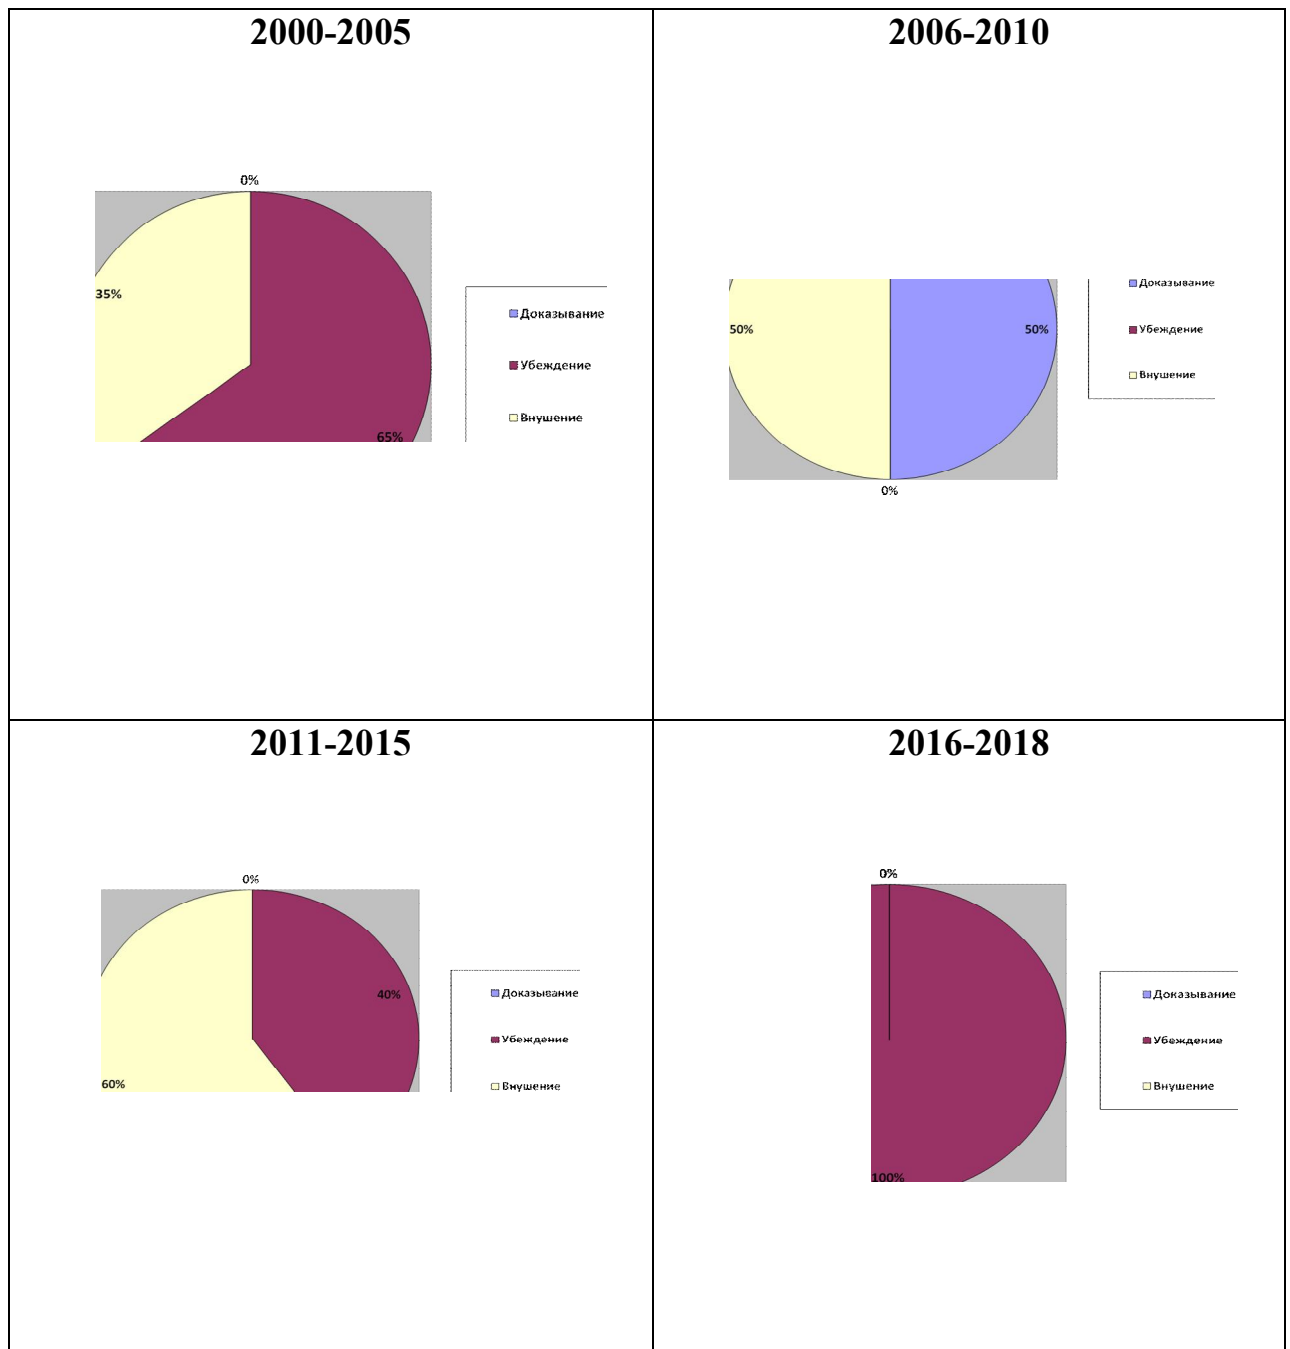 2000-2005
0%
35%
65%
Доказывание
Убеждение
Внушение
2006-2010
50%
50%
0%
Доказывание
Убеждение
Внушение
2011-2015
0%
40%
60%
Доказывание
Убеждение
Внушение
2016-2018
0%
100%
Доказывание
Убеждение
Внушение